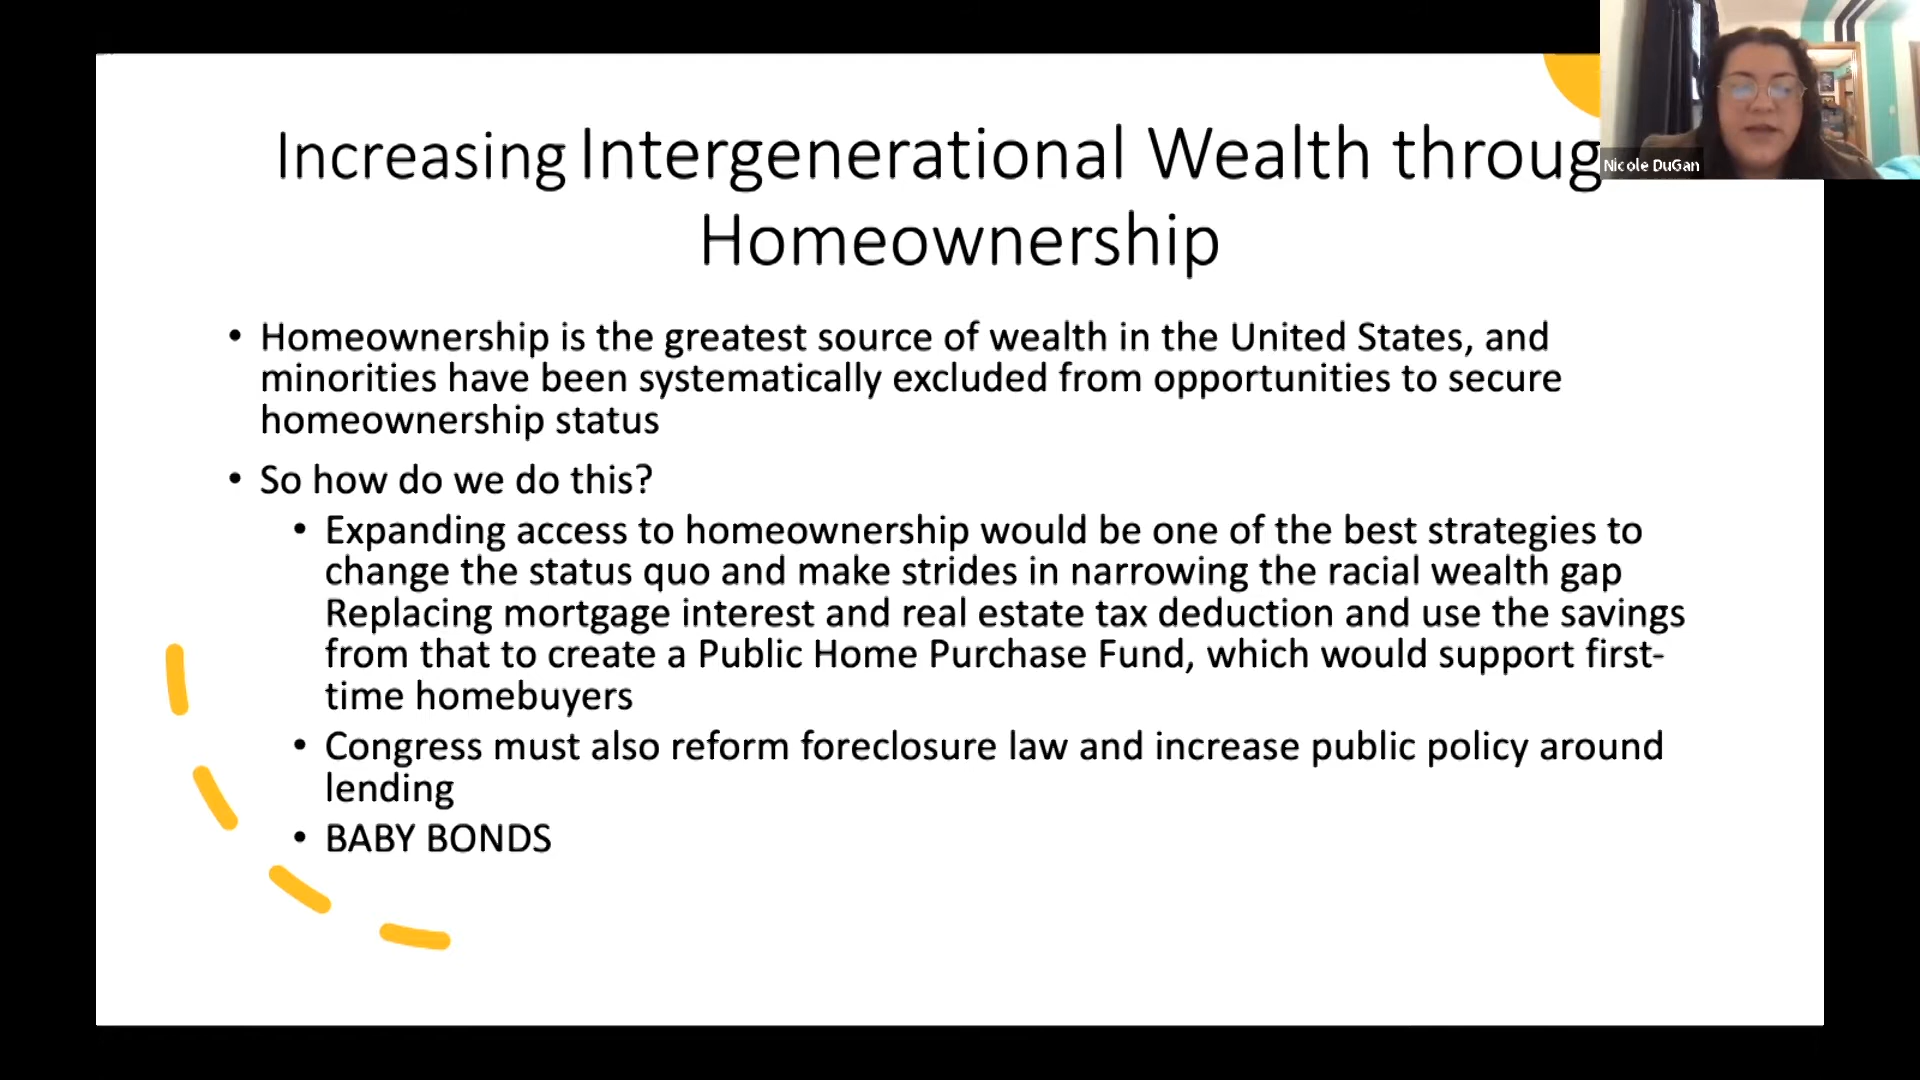 Increasing Intergenerational Wealth throug
Homeownership
• Homeownership is the greatest source of wealth in the United States, and
minorities have been systematically excluded from opportunities to secure
homeownership status
• So how do we do this?
• Expanding access to homeownership would be one of the best strategies to
change the status quo and make strides in narrowing the racial wealth gap
Replacing mortgage interest and real estate tax deduction and use the savings
from that to create a Public Home Purchase Fund, which would support first-
time homebuyers
• Congress must also reform foreclosure law and increase public policy around
lending
• BABY BONDS
Nicole DuGan